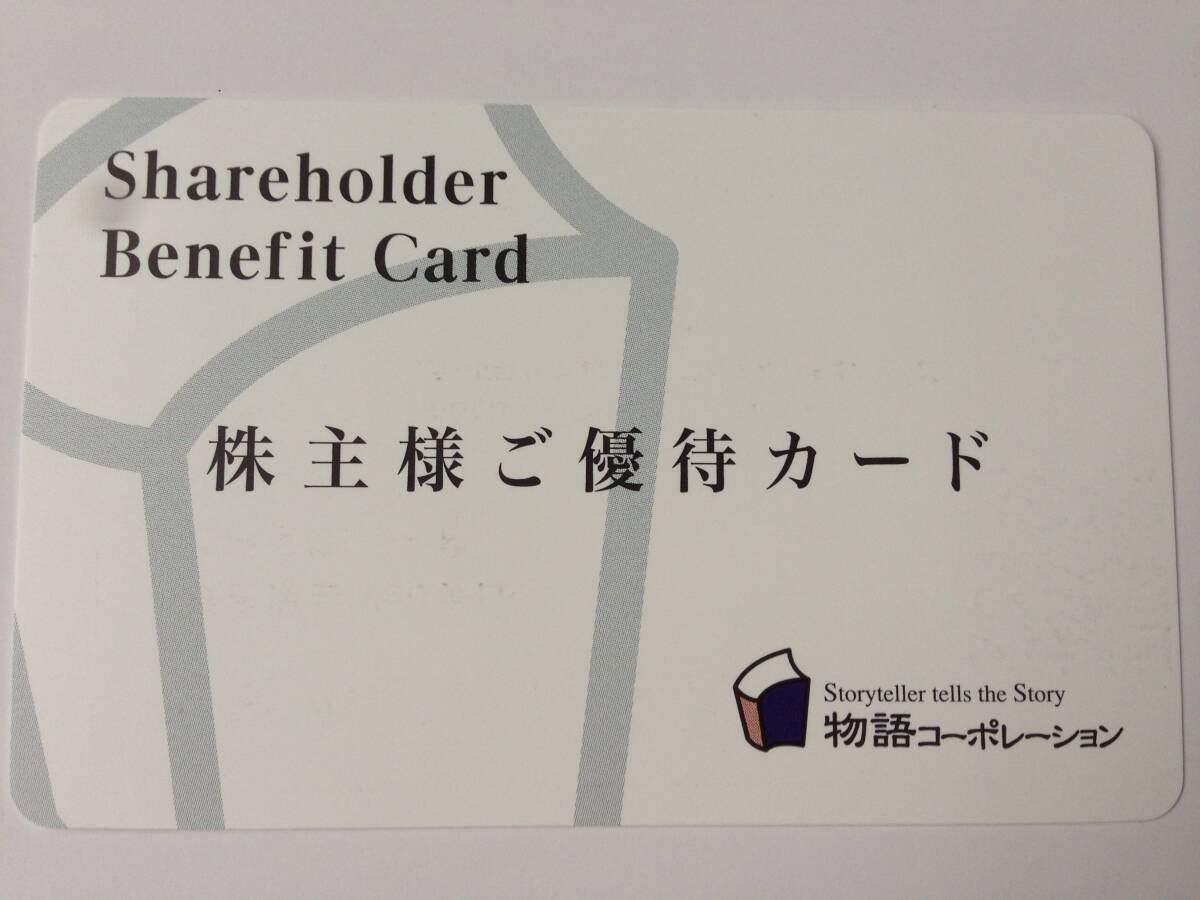 Shareholder
Benefit Card
株主様ご優待カード
Storyteller tells the Story
物語コーポレーション